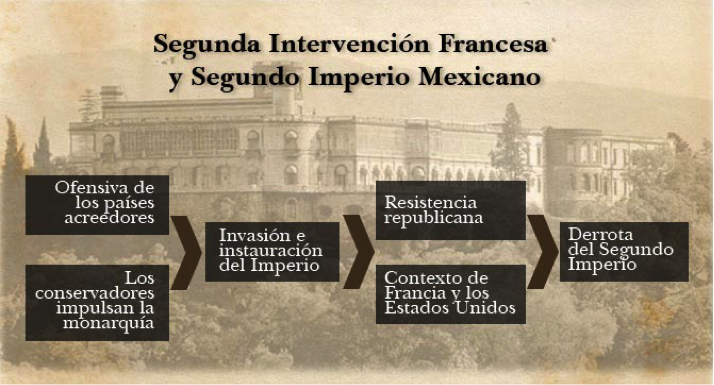 Segunda Intervención Francesa
y Segundo Imperio Mexicano
Ofensiva de
los países
acreedores
Los
conservadores
impulsan la
monarquía
Invasión e
instauración
del Imperio
Resistencia
republicana
Contexto de
Francia y los
Estados Unidos
Derrota
del Segundo
Imperio